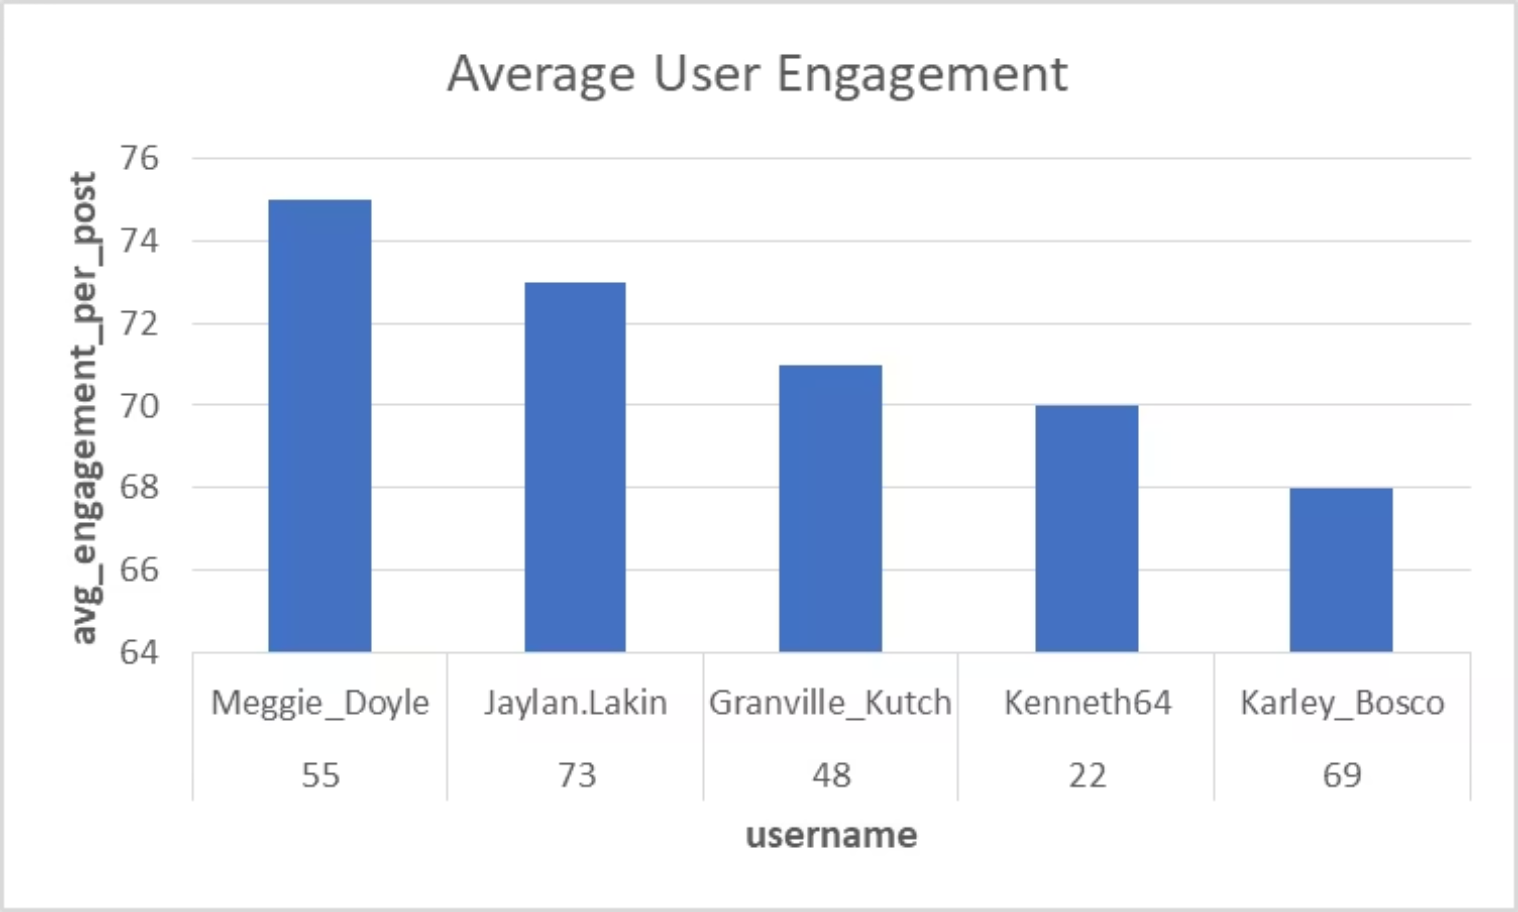 Average User Engagement
avg_engagement_per_post
76
74
72
70
68
66
64
Meggie_Doyle Jaylan.Lakin Granville_Kutch Kenneth64 Karley_Bosco
55 73 48 22 69
username